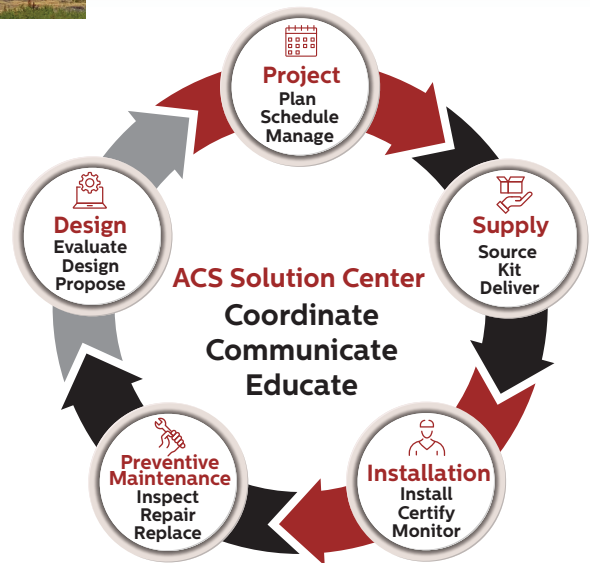 Project
Plan
Schedule
Manage
Supply
Source
Kit
Deliver
Installation
Install
Certify
Monitor
Preventive
Maintenance
Inspect
Repair
Replace
Design
Evaluate
Design
Propose
ACS Solution Center
Coordinate
Communicate
Educate